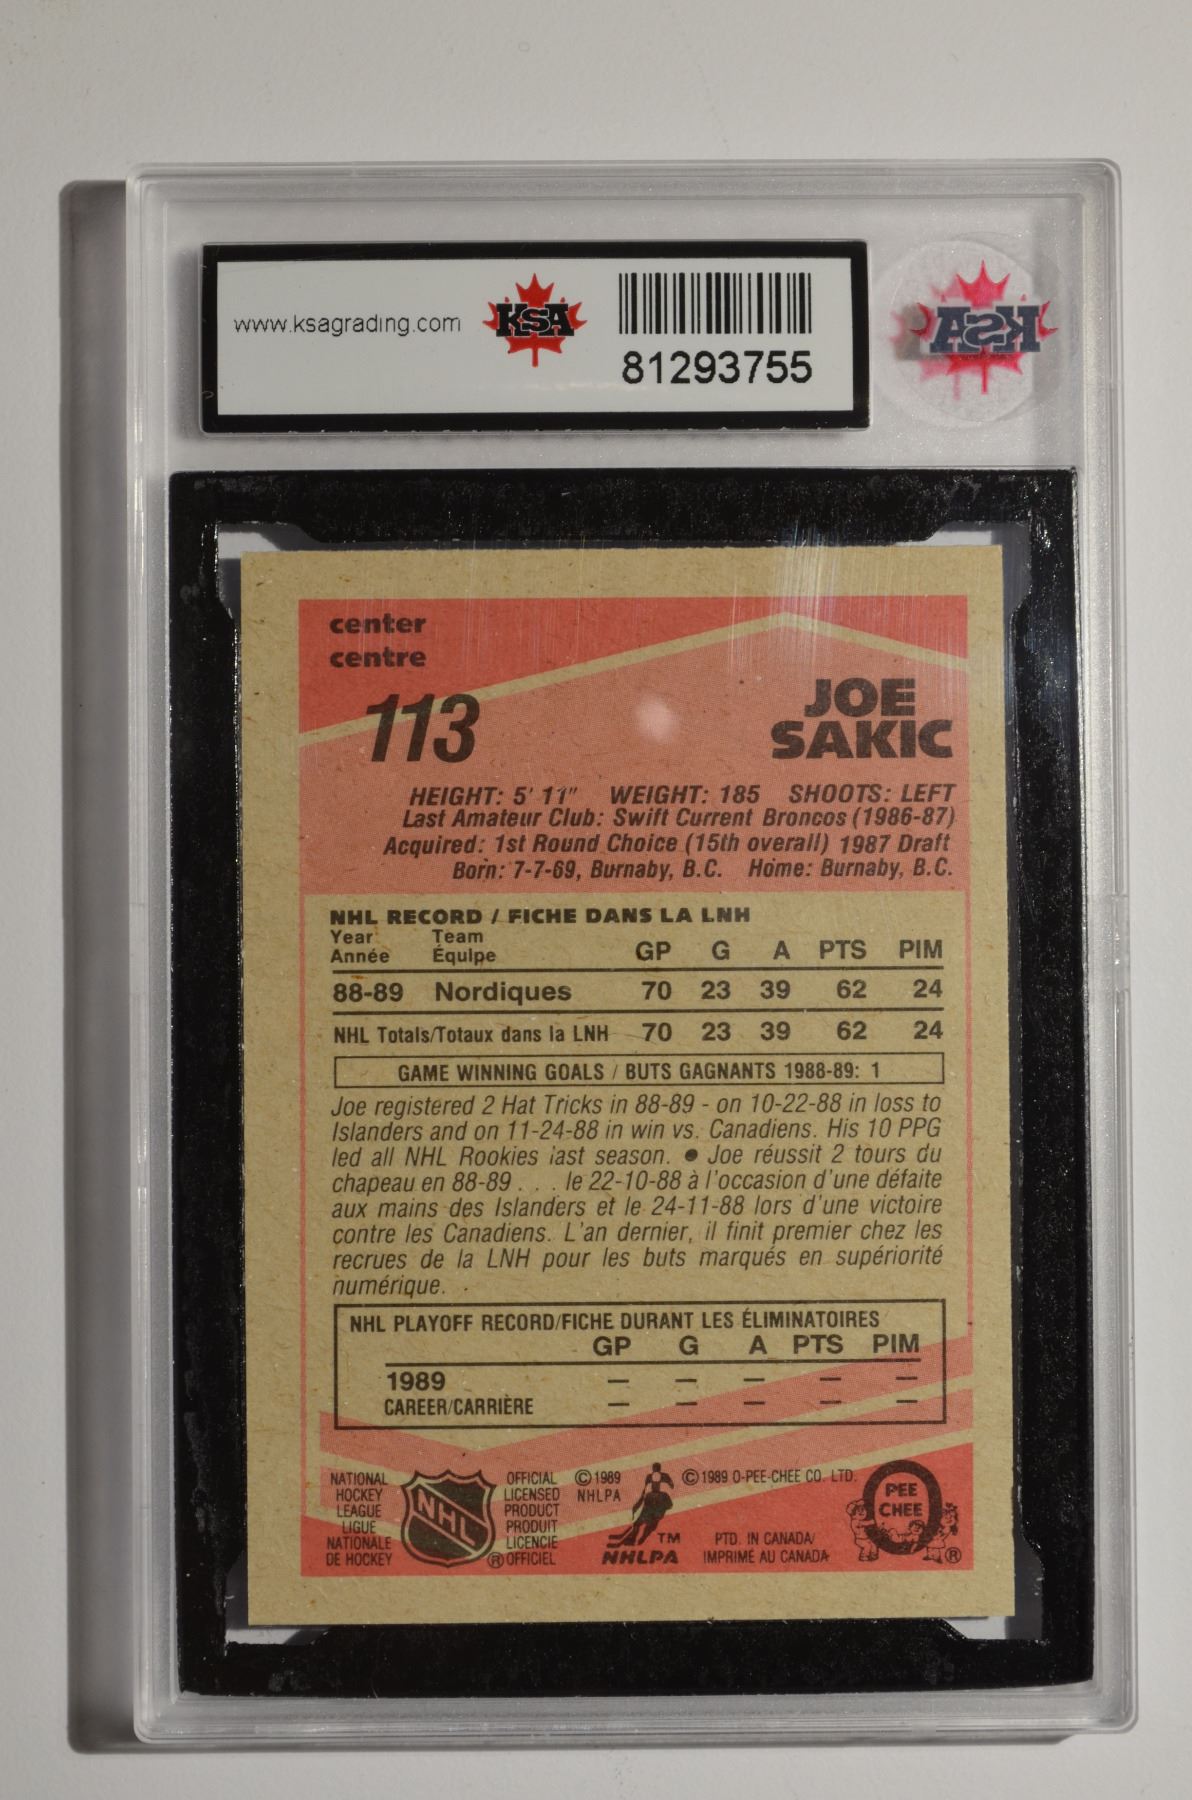 www.ksagrading.com
KSA
81293755
KSA
center
centre
113
JOE
SAKIC
HEIGHT: 5' 11" WEIGHT: 185 SHOOTS: LEFT
Last Amateur Club: Swift Current Broncos (1986-87)
Acquired: 1st Round Choice (15th overall) 1987 Draft
Born: 7-7-69, Burnaby, B.C. Home: Burnaby, B.C.
NHL RECORD / FICHE DANS LA LNH
Year Team
Année Équipe GP G A PTS PIM
88-89 Nordiques 70 23 39 62 24
NHL Totals/Totaux dans la LNH 70 23 39 62 24
GAME WINNING GOALS / BUTS GAGNANTS 1988-89: 1
Joe registered 2 Hat Tricks in 88-89 - on 10-22-88 in loss to
Islanders and on 11-24-88 in win vs. Canadiens. His 10 PPG
led all NHL Rookies last season. ● Joe réussit 2 tours du
chapeau en 88-89 . . . le 22-10-88 à l'occasion d'une défaite
aux mains des Islanders et le 24-11-88 lors d'une victoire
contre les Canadiens. L'an dernier, il finit premier chez les
recrues de la LNH pour les buts marqués en supériorité
numérique.
NHL PLAYOFF RECORD/FICHE DURANT LES ÉLIMINATOIRES
GP G A PTS PIM
1989 — — — — —
CAREER/CARRIÈRE — — — — —
NATIONAL
HOCKEY
LEAGUE
LIGUE
NATIONALE
DE HOCKEY
NHL
®
OFFICIAL
LICENSED
PRODUCT
PRODUIT
LICENCIE
OFFICIEL
©1989
NHLPA
TM
NHLPA
©1989 O-PEE-CHEE CO. LTD.
PTD. IN CANADA/
IMPRIMÉ AU CANADA
O
PEE
CHEE
®